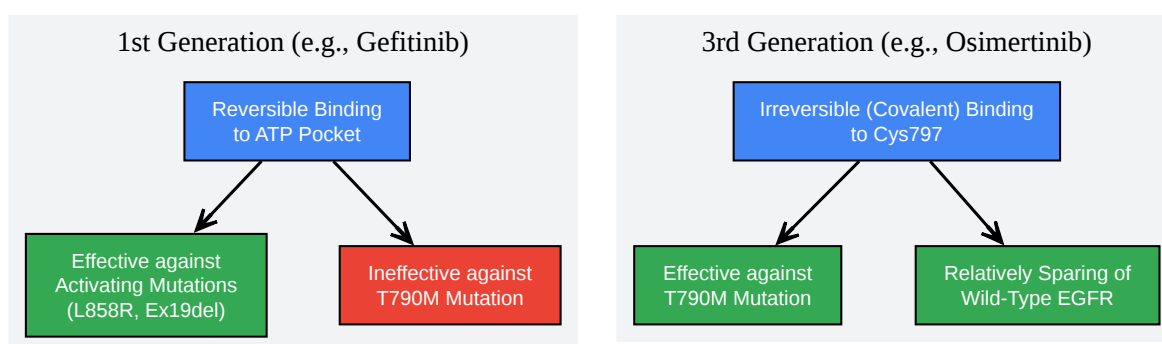 1st Generation (e.g., Gefitinib)
Reversible Binding
to ATP Pocket
Effective against
Activating Mutations
(L858R, Ex19del)
Ineffective against
T790M Mutation
3rd Generation (e.g., Osimertinib)
Irreversible (Covalent) Binding
to Cys797
Effective against
T790M Mutation
Relatively Sparing of
Wild-Type EGFR